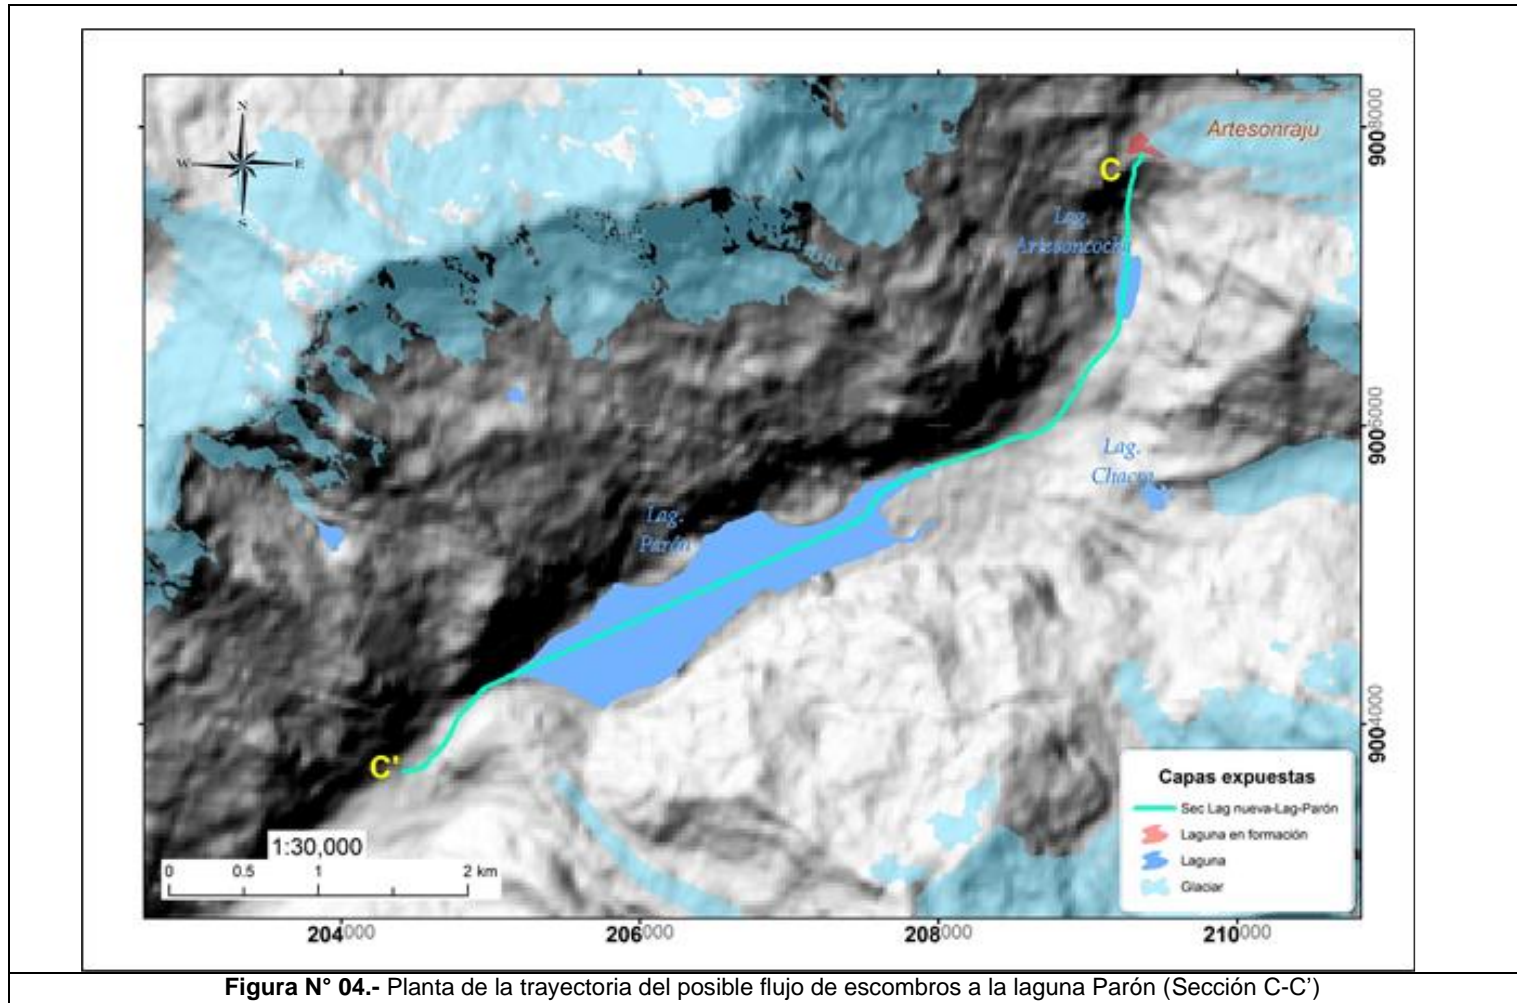 N
W
E
Artesonraju
C
Lag.
Artesoncocha
Lag.
Chacra
Lag.
Parón
C'
9008000
9006000
9004000
Capas expuestas
Sec Lag nueva-Lag-Parón
Laguna en formación
Laguna
Glaciar
1:30,000
0 0.5 1 2 km
204000 206000 208000 210000
Figura N° 04.- Planta de la trayectoria del posible flujo de escombros a la laguna Parón (Sección C-C’)